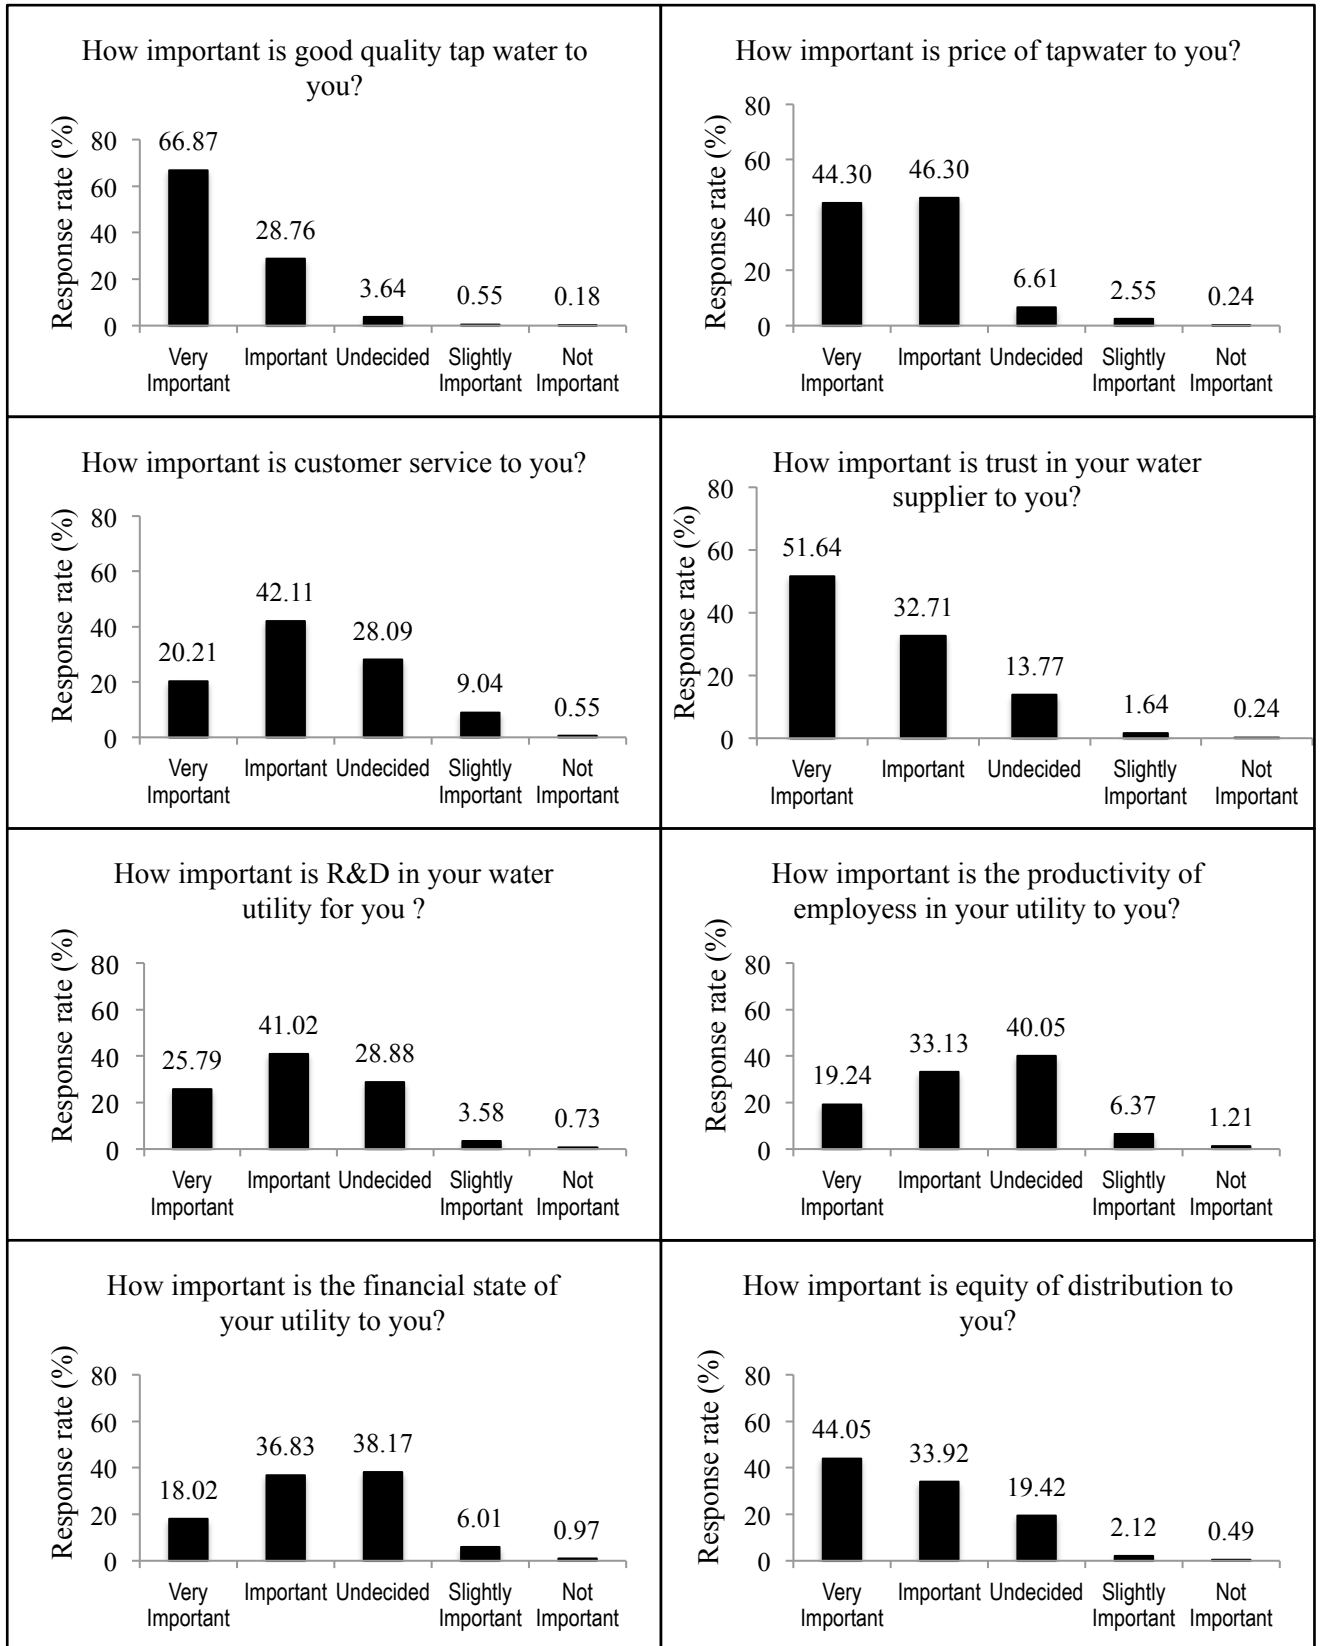 How important is good quality tap water to
you?
Response rate (%)
80
60
40
20
0
66.87
28.76
3.64
0.55
0.18
Very Important
Important
Undecided
Slightly Important
Not Important
How important is price of tapwater to you?
Response rate (%)
80
60
40
20
0
44.30
46.30
6.61
2.55
0.24
Very Important
Important
Undecided
Slightly Important
Not Important
How important is customer service to you?
Response rate (%)
80
60
40
20
0
20.21
42.11
28.09
9.04
0.55
Very Important
Important
Undecided
Slightly Important
Not Important
How important is trust in your water
supplier to you?
Response rate (%)
80
60
40
20
0
51.64
32.71
13.77
1.64
0.24
Very Important
Important
Undecided
Slightly Important
Not Important
How important is R&D in your water
utility for you ?
Response rate (%)
80
60
40
20
0
25.79
41.02
28.88
3.58
0.73
Very Important
Important
Undecided
Slightly Important
Not Important
How important is the productivity of
employess in your utility to you?
Response rate (%)
80
60
40
20
0
19.24
33.13
40.05
6.37
1.21
Very Important
Important
Undecided
Slightly Important
Not Important
How important is the financial state of
your utility to you?
Response rate (%)
80
60
40
20
0
18.02
36.83
38.17
6.01
0.97
Very Important
Important
Undecided
Slightly Important
Not Important
How important is equity of distribution to
you?
Response rate (%)
80
60
40
20
0
44.05
33.92
19.42
2.12
0.49
Very Important
Important
Undecided
Slightly Important
Not Important